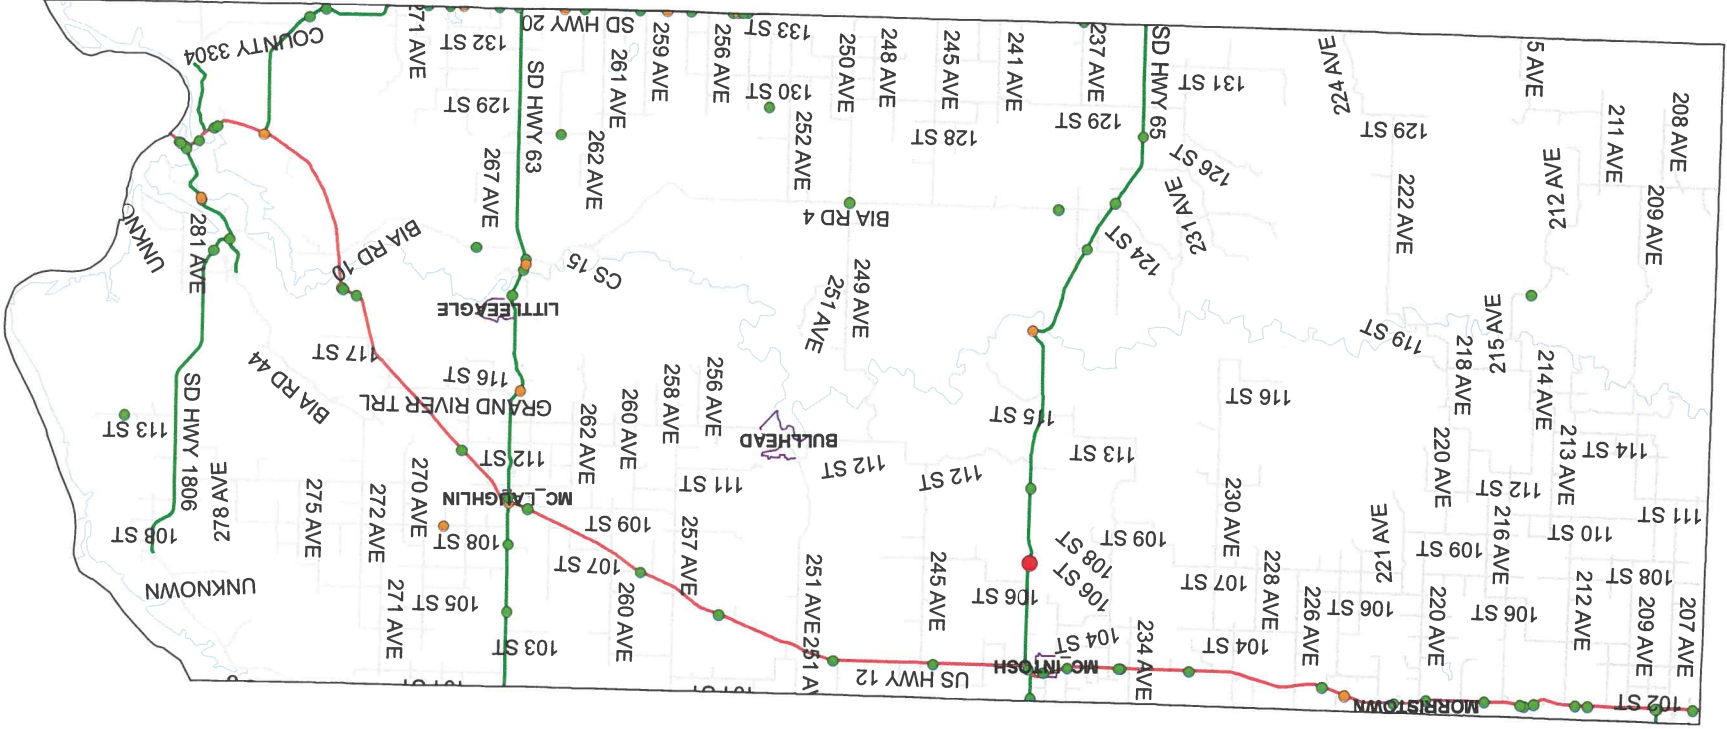 271 AVE
132 ST
SD HWY 20
259 AVE
256 AVE
133 ST
250 AVE
248 AVE
245 AVE
241 AVE
237 AVE
SD HWY 65
131 ST
224 AVE
5 AVE
211 AVE
208 AVE
COUNTY 3304
129 ST
SD HWY 63
261 AVE
130 ST
252 AVE
128 ST
129 ST
126 ST
129 ST
212 AVE
209 AVE
267 AVE
262 AVE
BIA RD 4
231 AVE
222 AVE
124 ST
UNKNO
281 AVE
BIA RD 10
CS 15
LITTLEEAGLE
251 AVE
249 AVE
119 ST
218 AVE
215 AVE
214 AVE
117 ST
BIA RD 44
116 ST
GRAND RIVER TRL
258 AVE
256 AVE
262 AVE
260 AVE
BULLHEAD
115 ST
116 ST
113 ST
SD HWY 1806
112 ST
111 ST
112 ST
112 ST
113 ST
220 AVE
213 AVE
114 ST
112 ST
108 ST
278 AVE
275 AVE
272 AVE
270 AVE
MC_LAUGHLIN
108 ST
109 ST
107 ST
257 AVE
108 ST
106 ST
109 ST
230 AVE
221 AVE
109 ST
216 AVE
110 ST
111 ST
UNKNOWN
271 AVE
105 ST
103 ST
260 AVE
251 AVE
251 AV
245 AVE
US HWY 12
106 ST
MC_INTOSH
104 ST
234 AVE
107 ST
104 ST
228 AVE
226 AVE
106 ST
220 AVE
106 ST
212 AVE
108 ST
209 AVE
207 AVE
MORRISTOWN
102 ST